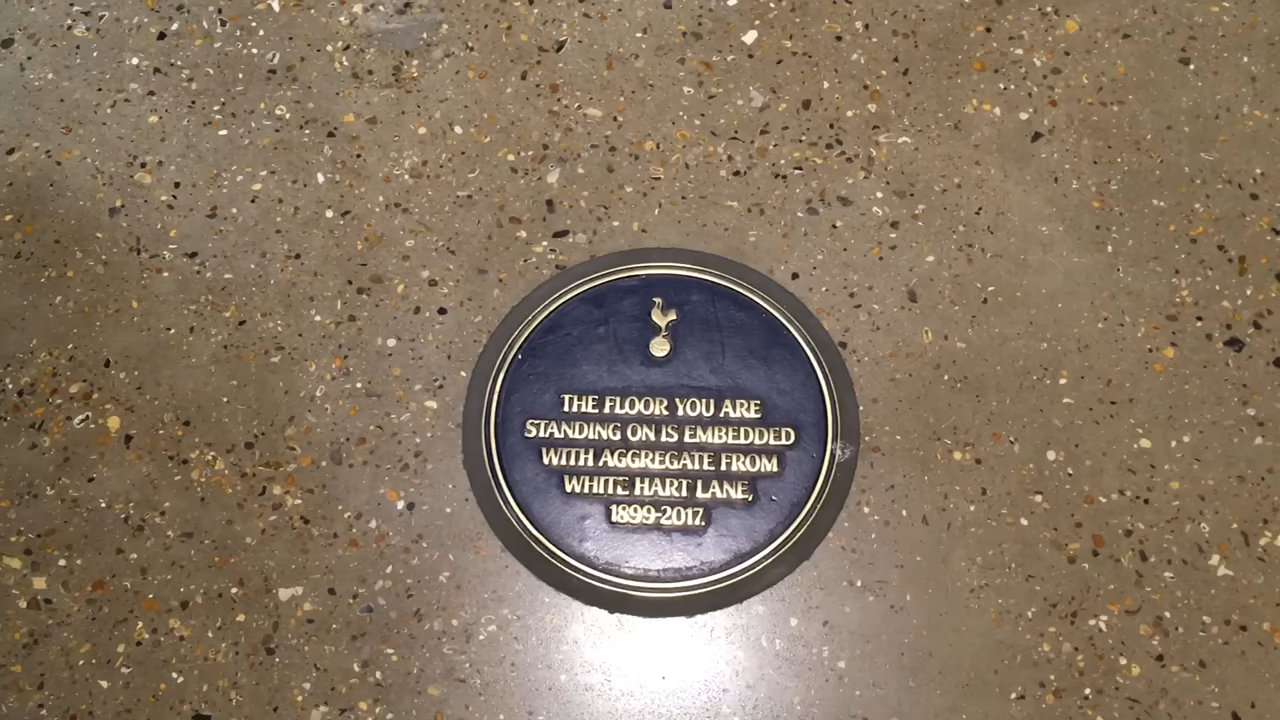 THE FLOOR YOU ARE
STANDING ON IS EMBEDDED
WITH AGGREGATE FROM
WHITE HART LANE,
1899-2017.